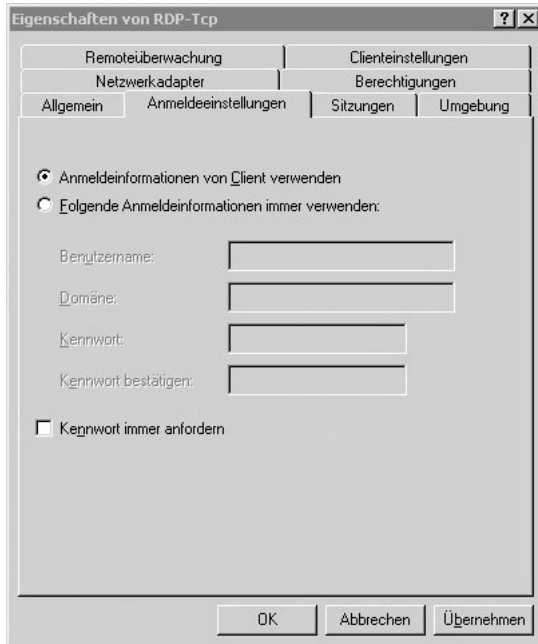 Eigenschaften von RDP-Tcp
Remoteüberwachung Clienteinstellungen
Netzwerkadapter Berechtigungen
Allgemein Anmeldeeinstellungen Sitzungen Umgebung
Anmeldeinformationen von Client verwenden
Folgende Anmeldeinformationen immer verwenden:
Benutzername:
Domäne:
Kennwort:
Kennwort bestätigen:
Kennwort immer anfordern
OK Abbrechen Übernehmen